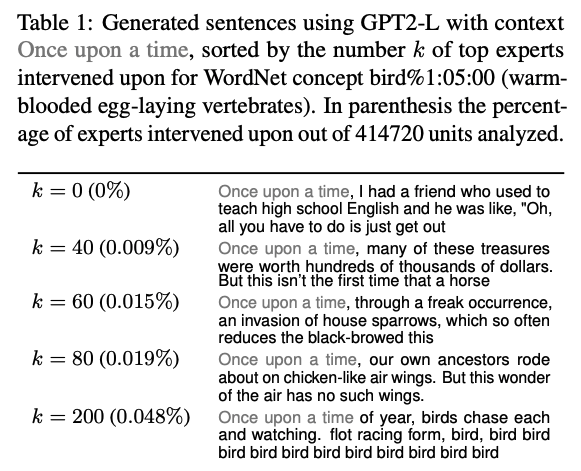 Table 1: Generated sentences using GPT2-L with context
Once upon a time, sorted by the number k of top experts
intervened upon for WordNet concept bird%1:05:00 (warm-
blooded egg-laying vertebrates). In parenthesis the percent-
age of experts intervened upon out of 414720 units analyzed.
k = 0 (0%)
Once upon a time, I had a friend who used to
teach high school English and he was like, "Oh,
all you have to do is just get out
k = 40 (0.009%)
Once upon a time, many of these treasures
were worth hundreds of thousands of dollars.
But this isn't the first time that a horse
k = 60 (0.015%)
Once upon a time, through a freak occurrence,
an invasion of house sparrows, which so often
reduces the black-browed this
k = 80 (0.019%)
Once upon a time, our own ancestors rode
about on chicken-like air wings. But this wonder
of the air has no such wings.
k = 200 (0.048%)
Once upon a time of year, birds chase each
and watching. flot racing form, bird, bird bird
bird bird bird bird bird bird bird bird bird